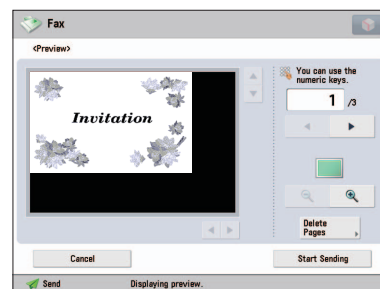 Fax
<Preview>
You can use the
numeric keys.
1 /3
Invitation
Delete
Pages
Cancel
Start Sending
Send Displaying preview.